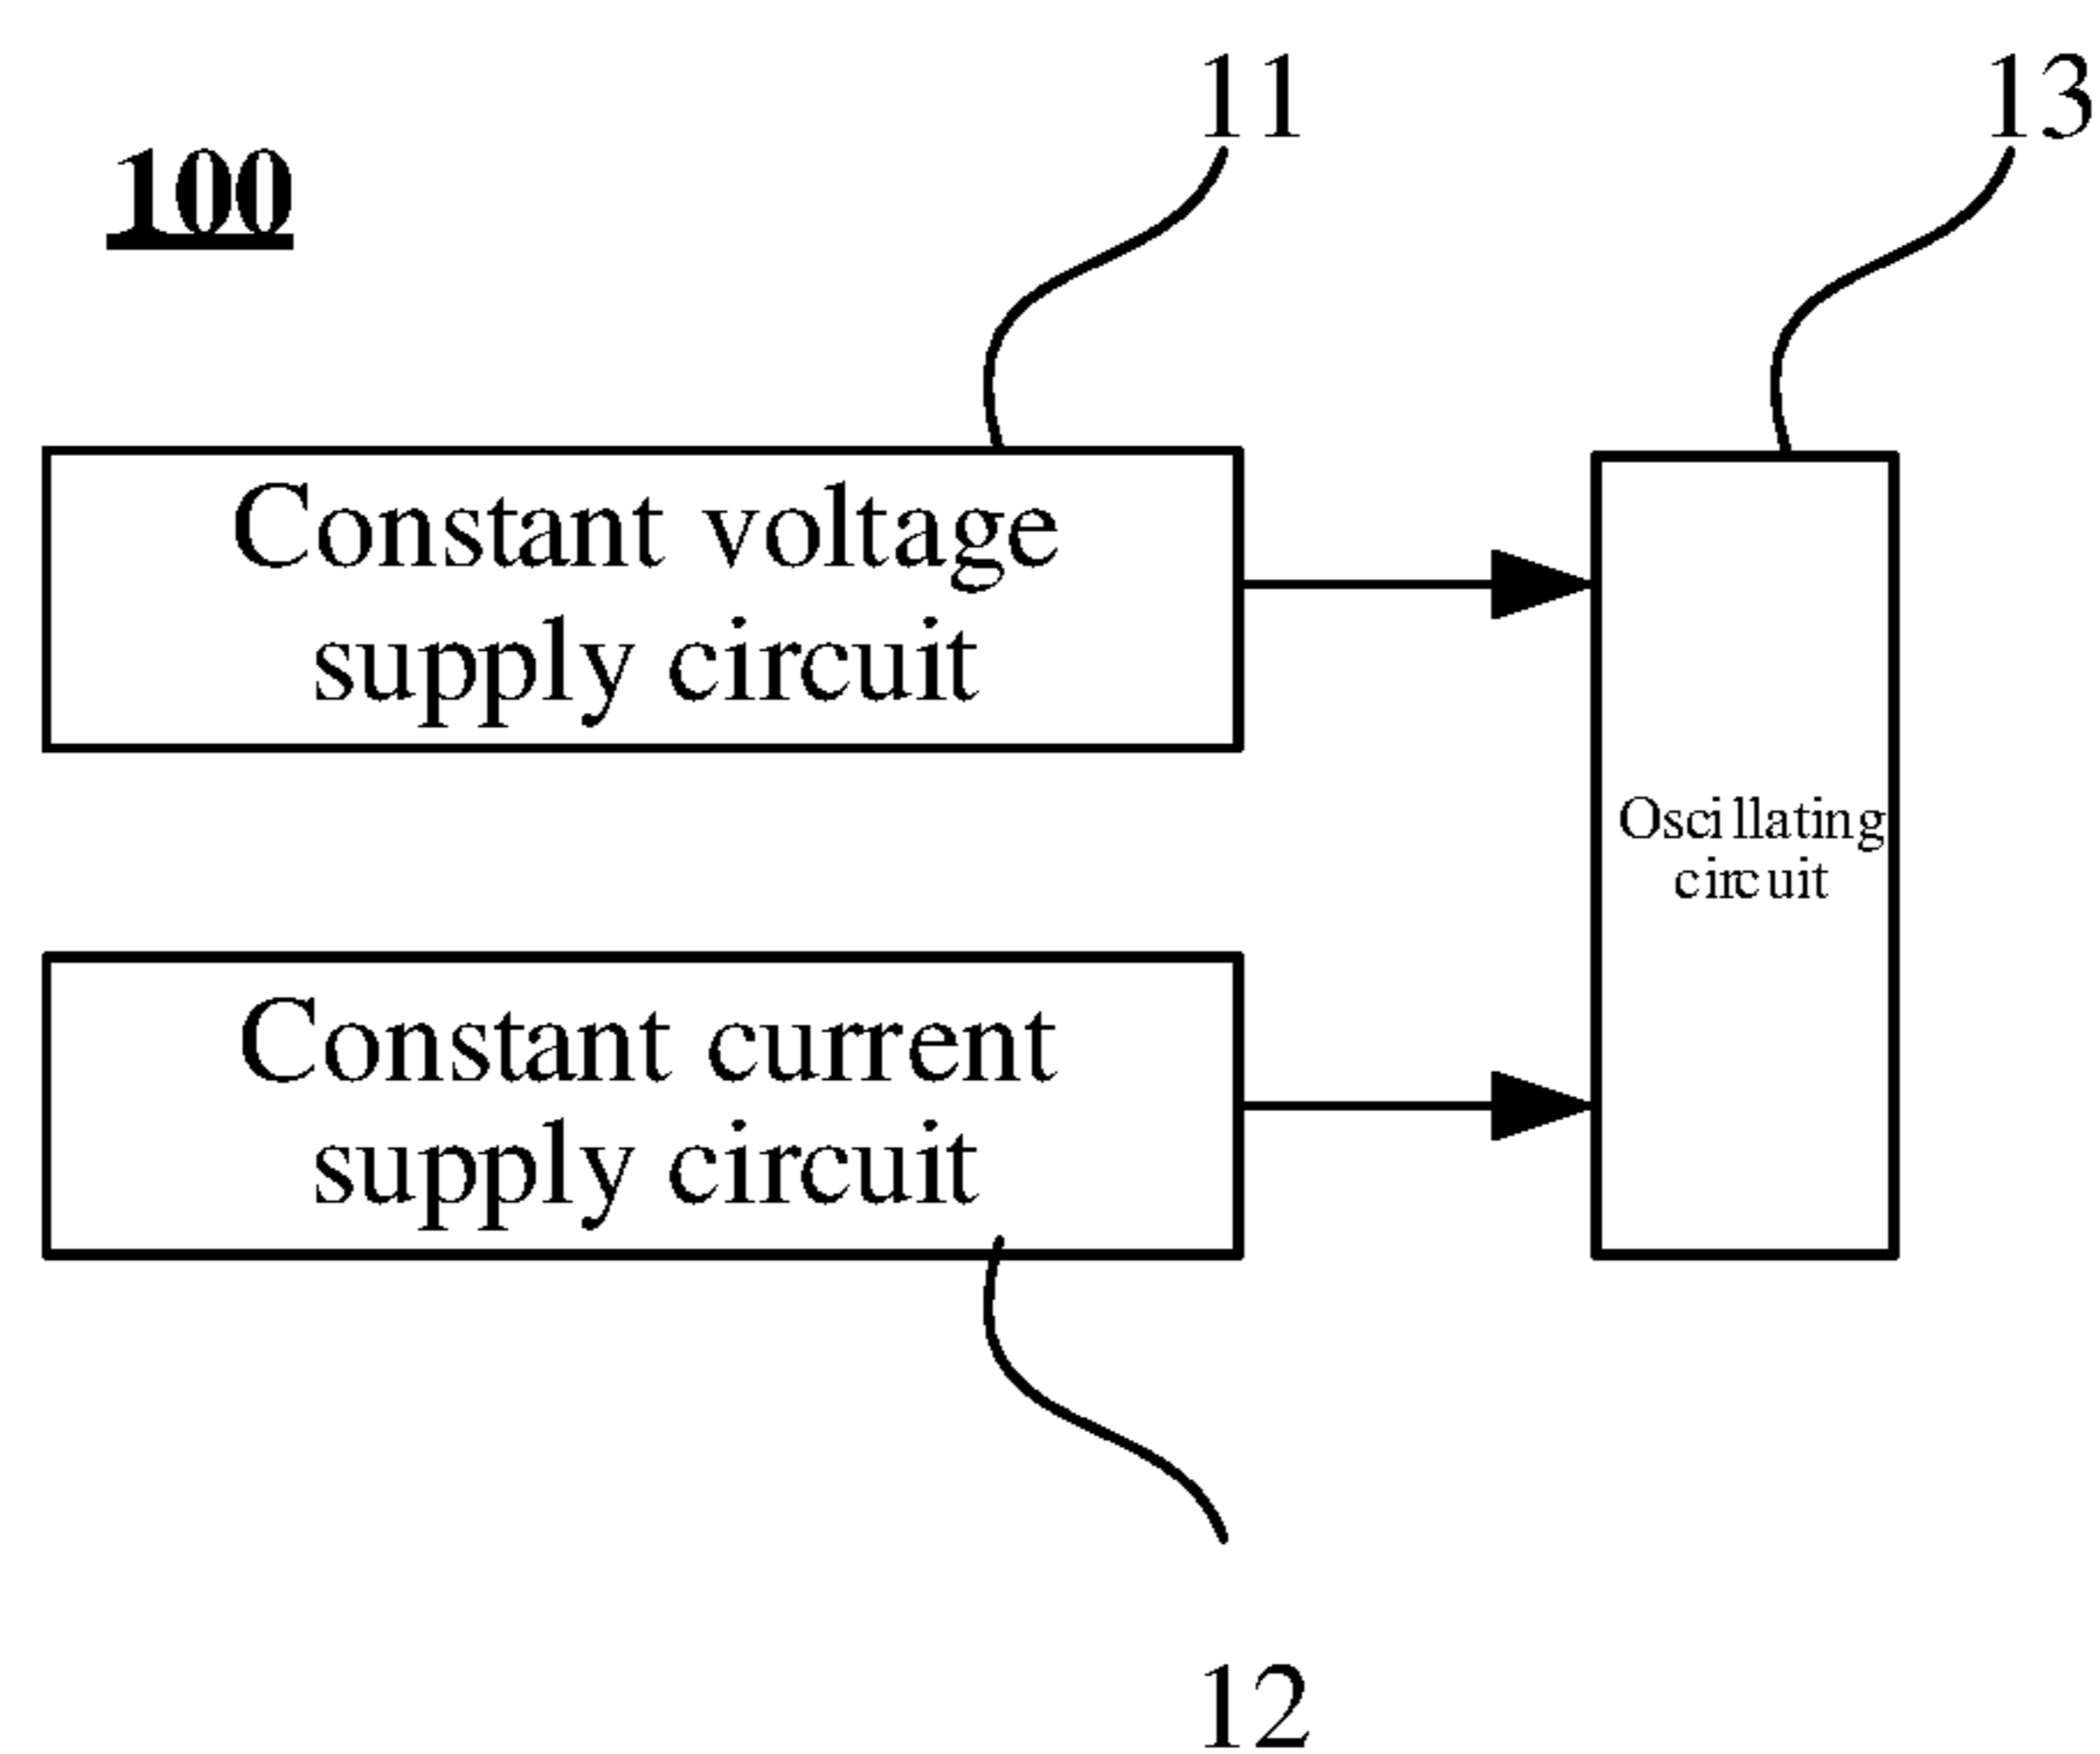 100
11
13
Constant voltage
supply circuit
Oscillating
circuit
Constant current
supply circuit
12